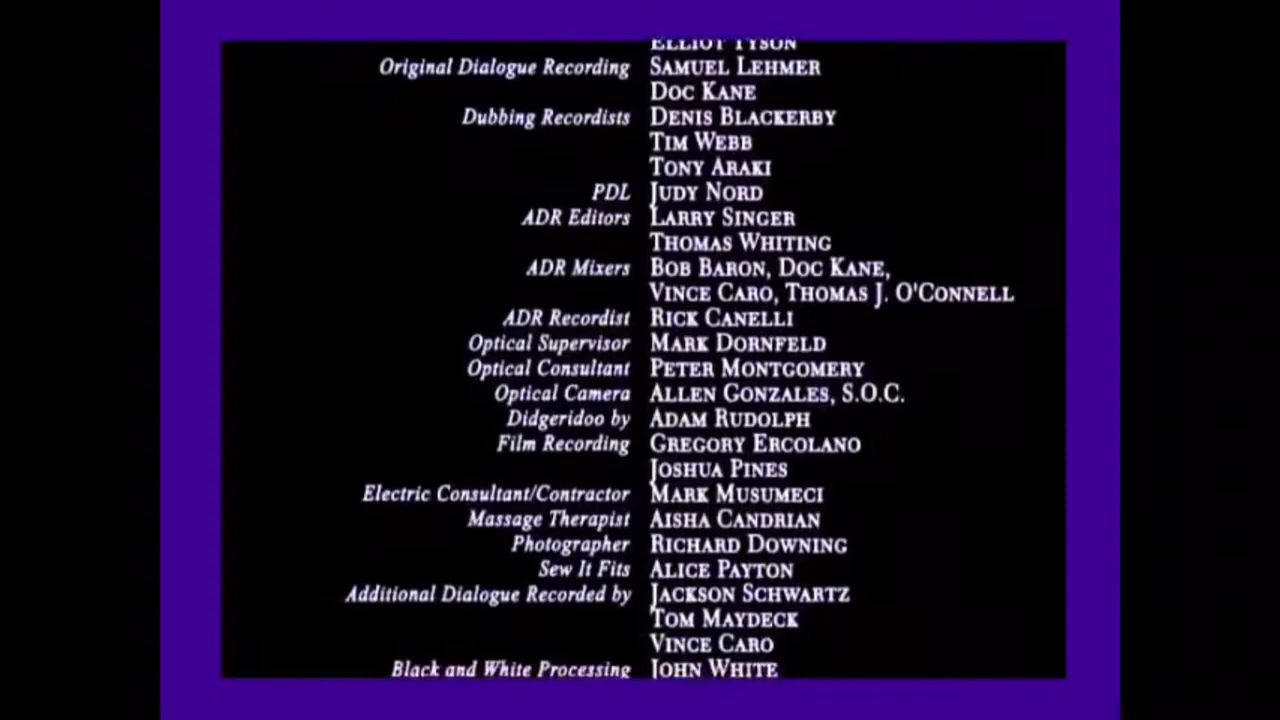 ELLIOT TYSON
Original Dialogue Recording SAMUEL LEHMER
DOC KANE
Dubbing Recordists DENIS BLACKERBY
TIM WEBB
TONY ARAKI
PDL JUDY NORD
ADR Editors LARRY SINGER
THOMAS WHITING
ADR Mixers BOB BARON, DOC KANE,
VINCE CARO, THOMAS J. O'CONNELL
ADR Recordist RICK CANELLI
Optical Supervisor MARK DORNFELD
Optical Consultant PETER MONTGOMERY
Optical Camera ALLEN GONZALES, S.O.C.
Didgeridoo by ADAM RUDOLPH
Film Recording GREGORY ERCOLANO
JOSHUA PINES
Electric Consultant/Contractor MARK MUSUMECI
Massage Therapist AISHA CANDRIAN
Photographer RICHARD DOWNING
Sew It Fits ALICE PAYTON
Additional Dialogue Recorded by JACKSON SCHWARTZ
TOM MAYDECK
VINCE CARO
Black and White Processing JOHN WHITE